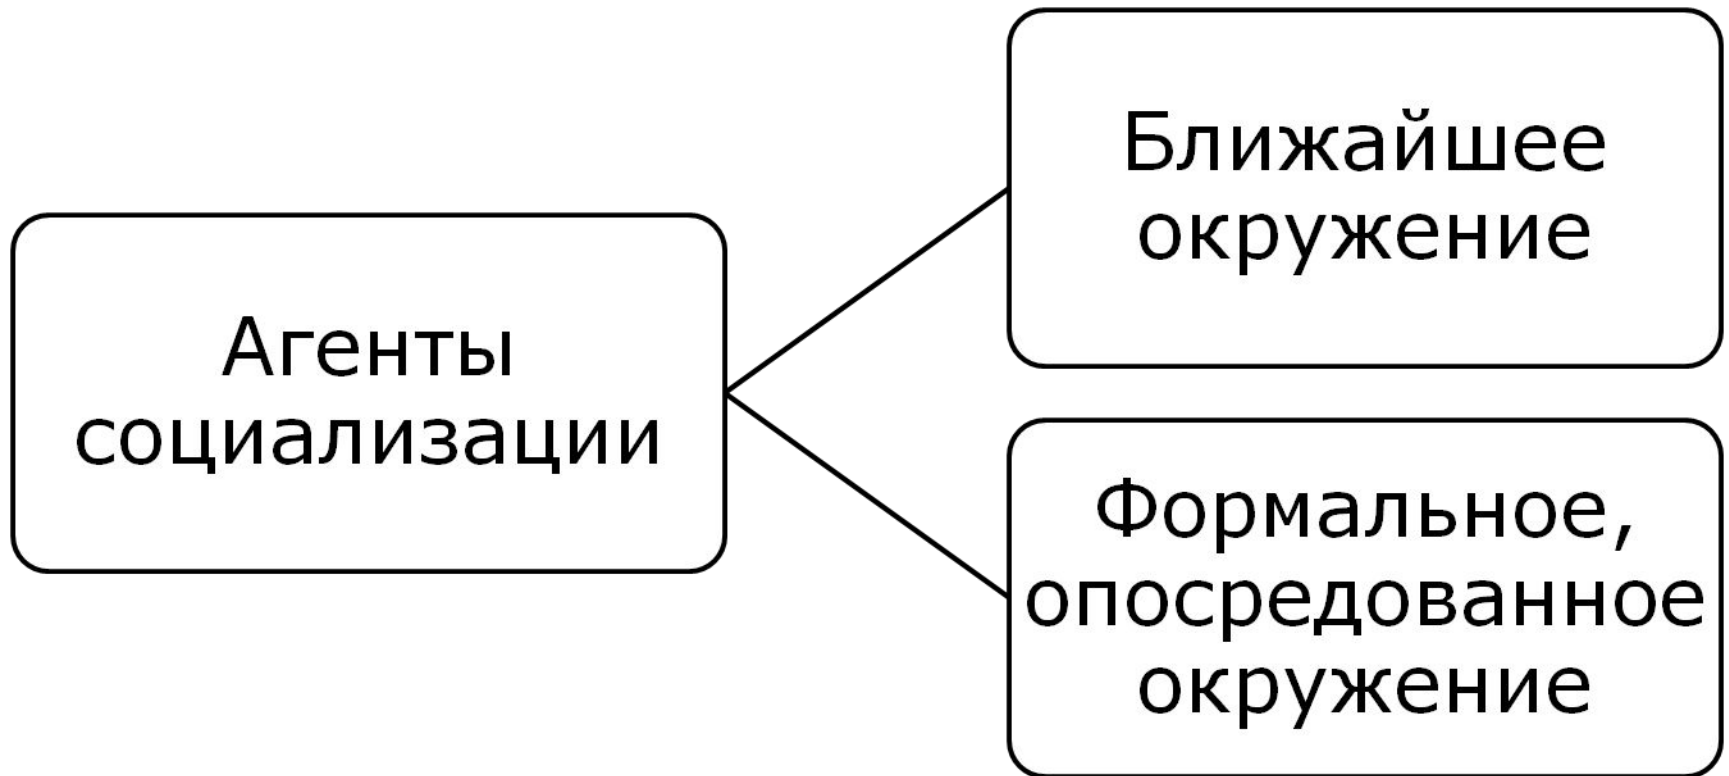 Агенты
социализации
Ближайшее
окружение
Формальное,
опосредованное
окружение